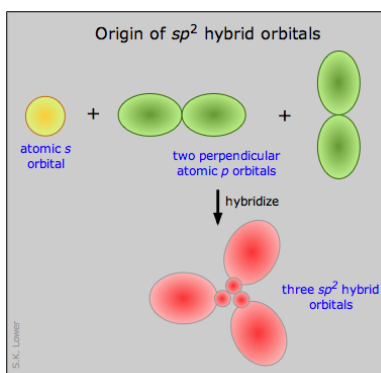 Origin of sp² hybrid orbitals
+
+
atomic s
orbital
two perpendicular
atomic p orbitals
hybridize
three sp² hybrid
orbitals
S.K. Lower